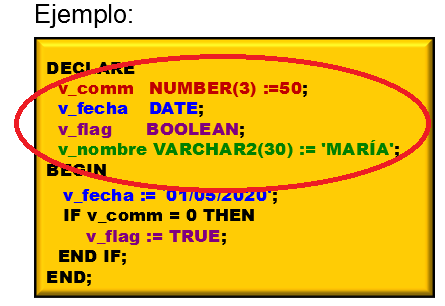 Ejemplo:
DECLARE
v_comm NUMBER(3) :=50;
v_fecha DATE;
v_flag BOOLEAN;
v_nombre VARCHAR2(30) := 'MARÍA';
BEGIN
v_fecha := '01/05/2020';
IF v_comm = 0 THEN
v_flag := TRUE;
END IF;
END;